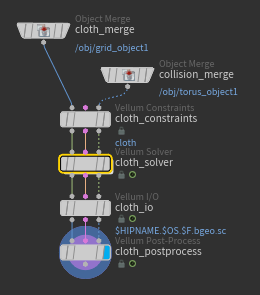 Object Merge
cloth_merge
/obj/grid_object1
Object Merge
collision_merge
/obj/torus_object1
Vellum Constraints
cloth_constraints
cloth
Vellum Solver
cloth_solver
Vellum I/O
cloth_io
$HIPNAME.$OS.$F.bgeo.sc
Vellum Post-Process
cloth_postprocess